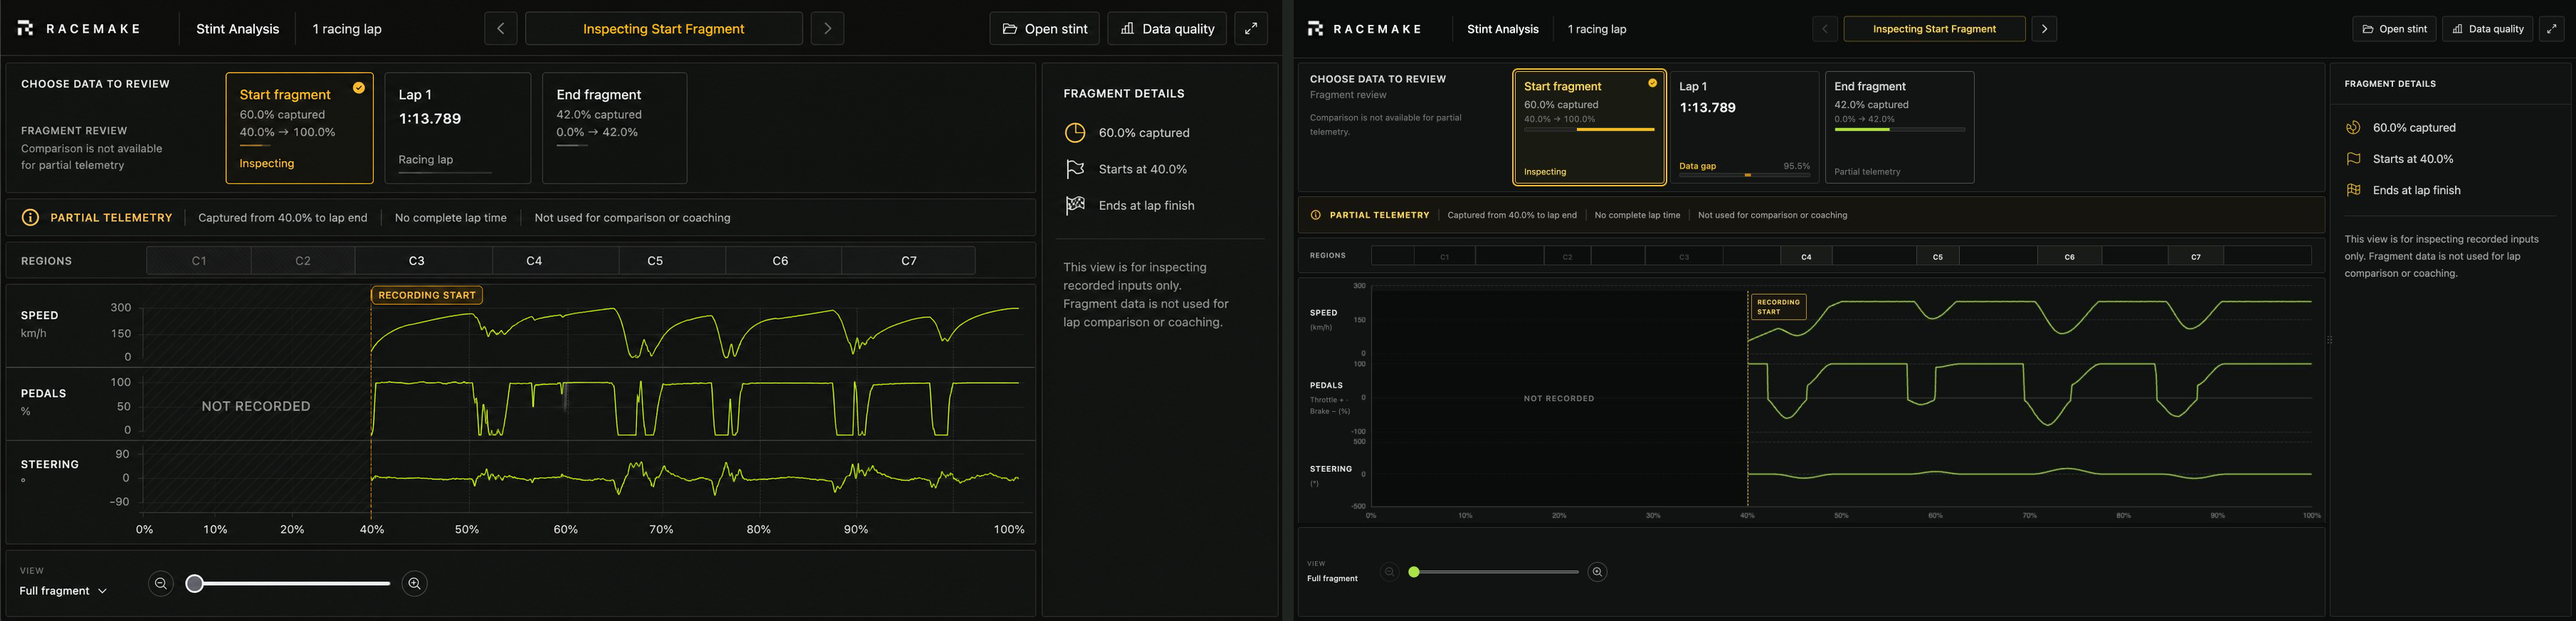 RACEMAKE
Stint Analysis
1 racing lap
Inspecting Start Fragment
Open stint
Data quality
CHOOSE DATA TO REVIEW
FRAGMENT REVIEW
Comparison is not available
for partial telemetry
Start fragment
60.0% captured
40.0% → 100.0%
Inspecting
Lap 1
1:13.789
Racing lap
End fragment
42.0% captured
0.0% → 42.0%
PARTIAL TELEMETRY
Captured from 40.0% to lap end
No complete lap time
Not used for comparison or coaching
REGIONS
C1
C2
C3
C4
C5
C6
C7
RECORDING START
SPEED
km/h
300
150
0
PEDALS
%
100
50
0
NOT RECORDED
STEERING
°
90
0
-90
0%
10%
20%
40%
50%
60%
70%
80%
90%
100%
VIEW
Full fragment
FRAGMENT DETAILS
60.0% captured
Starts at 40.0%
Ends at lap finish
This view is for inspecting
recorded inputs only.
Fragment data is not used for
lap comparison or coaching.
RACEMAKE
Stint Analysis
1 racing lap
Inspecting Start Fragment
Open stint
Data quality
CHOOSE DATA TO REVIEW
Fragment review
Comparison is not available for partial
telemetry.
Start fragment
60.0% captured
40.0% → 100.0%
Inspecting
Lap 1
1:13.789
Data gap
95.5%
End fragment
42.0% captured
0.0% → 42.0%
Partial telemetry
PARTIAL TELEMETRY
Captured from 40.0% to lap end
No complete lap time
Not used for comparison or coaching
REGIONS
C1
C2
C3
C4
C5
C6
C7
SPEED
(km/h)
300
150
0
RECORDING
START
PEDALS
Throttle + ·
Brake − (%)
100
0
-100
NOT RECORDED
STEERING
(°)
500
0
-500
0%
10%
20%
30%
40%
50%
60%
70%
80%
90%
100%
VIEW
Full fragment
FRAGMENT DETAILS
60.0% captured
Starts at 40.0%
Ends at lap finish
This view is for inspecting recorded inputs
only. Fragment data is not used for lap
comparison or coaching.